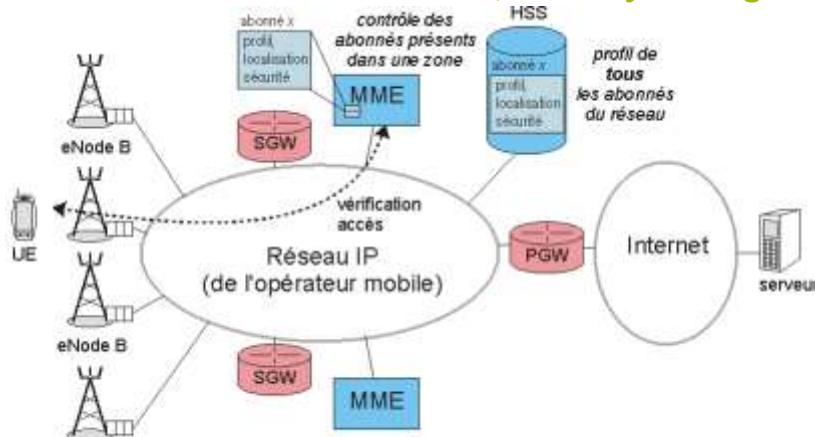 HSS
abonné x
profil,
localisation
sécurité
contrôle des
abonnés présents
dans une zone
MME
abonné x
profil,
localisation
sécurité
profil de
tous
les abonnés
du réseau
eNode B
SGW
vérification
accès
UE
Réseau IP
(de l'opérateur mobile)
PGW
Internet
serveur
eNode B
SGW
MME